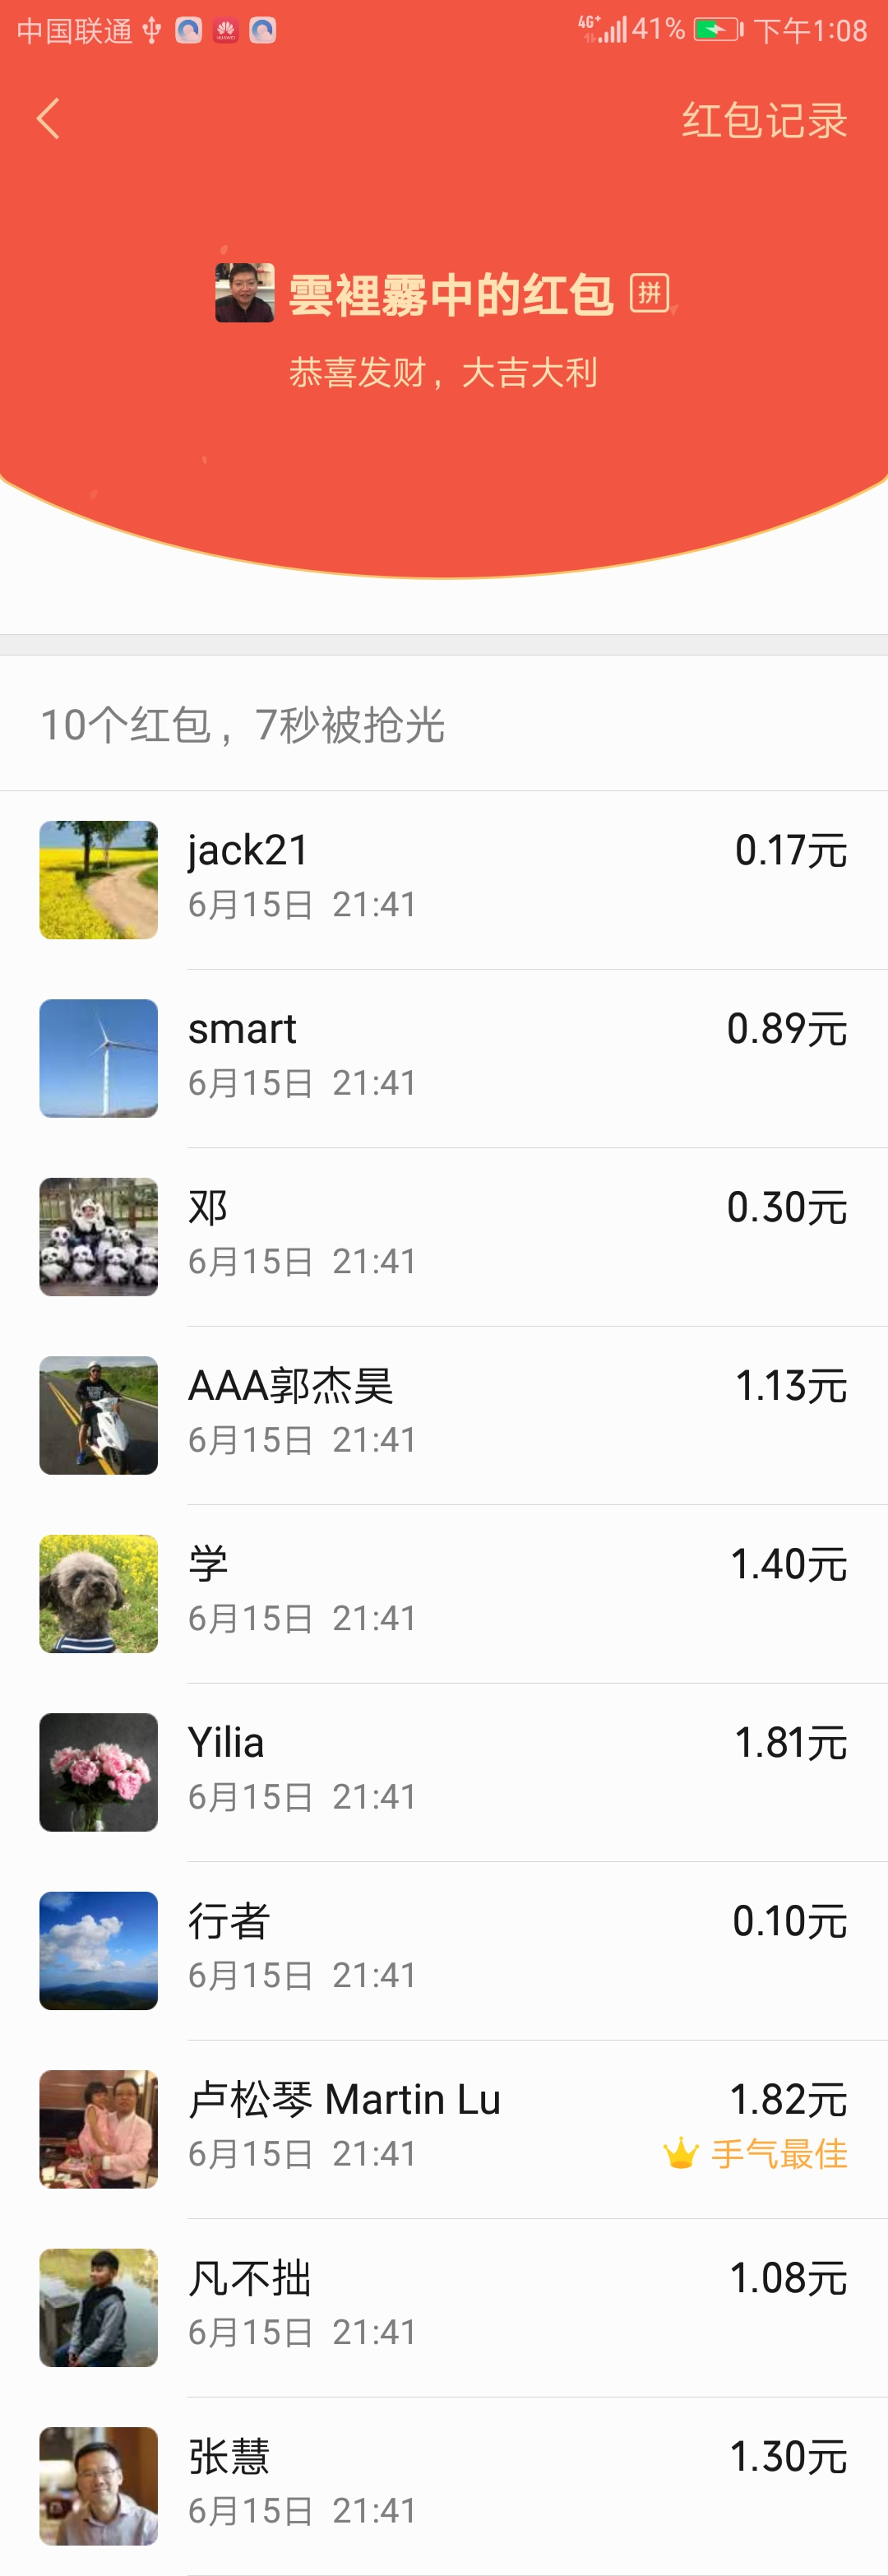 中国联通 4G+ 41% 下午1:08
红包记录
雲裡霧中的红包 拼
恭喜发财，大吉大利
10个红包，7秒被抢光
jack21 0.17元
6月15日 21:41
smart 0.89元
6月15日 21:41
邓 0.30元
6月15日 21:41
AAA郭杰昊 1.13元
6月15日 21:41
学 1.40元
6月15日 21:41
Yilia 1.81元
6月15日 21:41
行者 0.10元
6月15日 21:41
卢松琴 Martin Lu 1.82元
6月15日 21:41 手气最佳
凡不拙 1.08元
6月15日 21:41
张慧 1.30元
6月15日 21:41